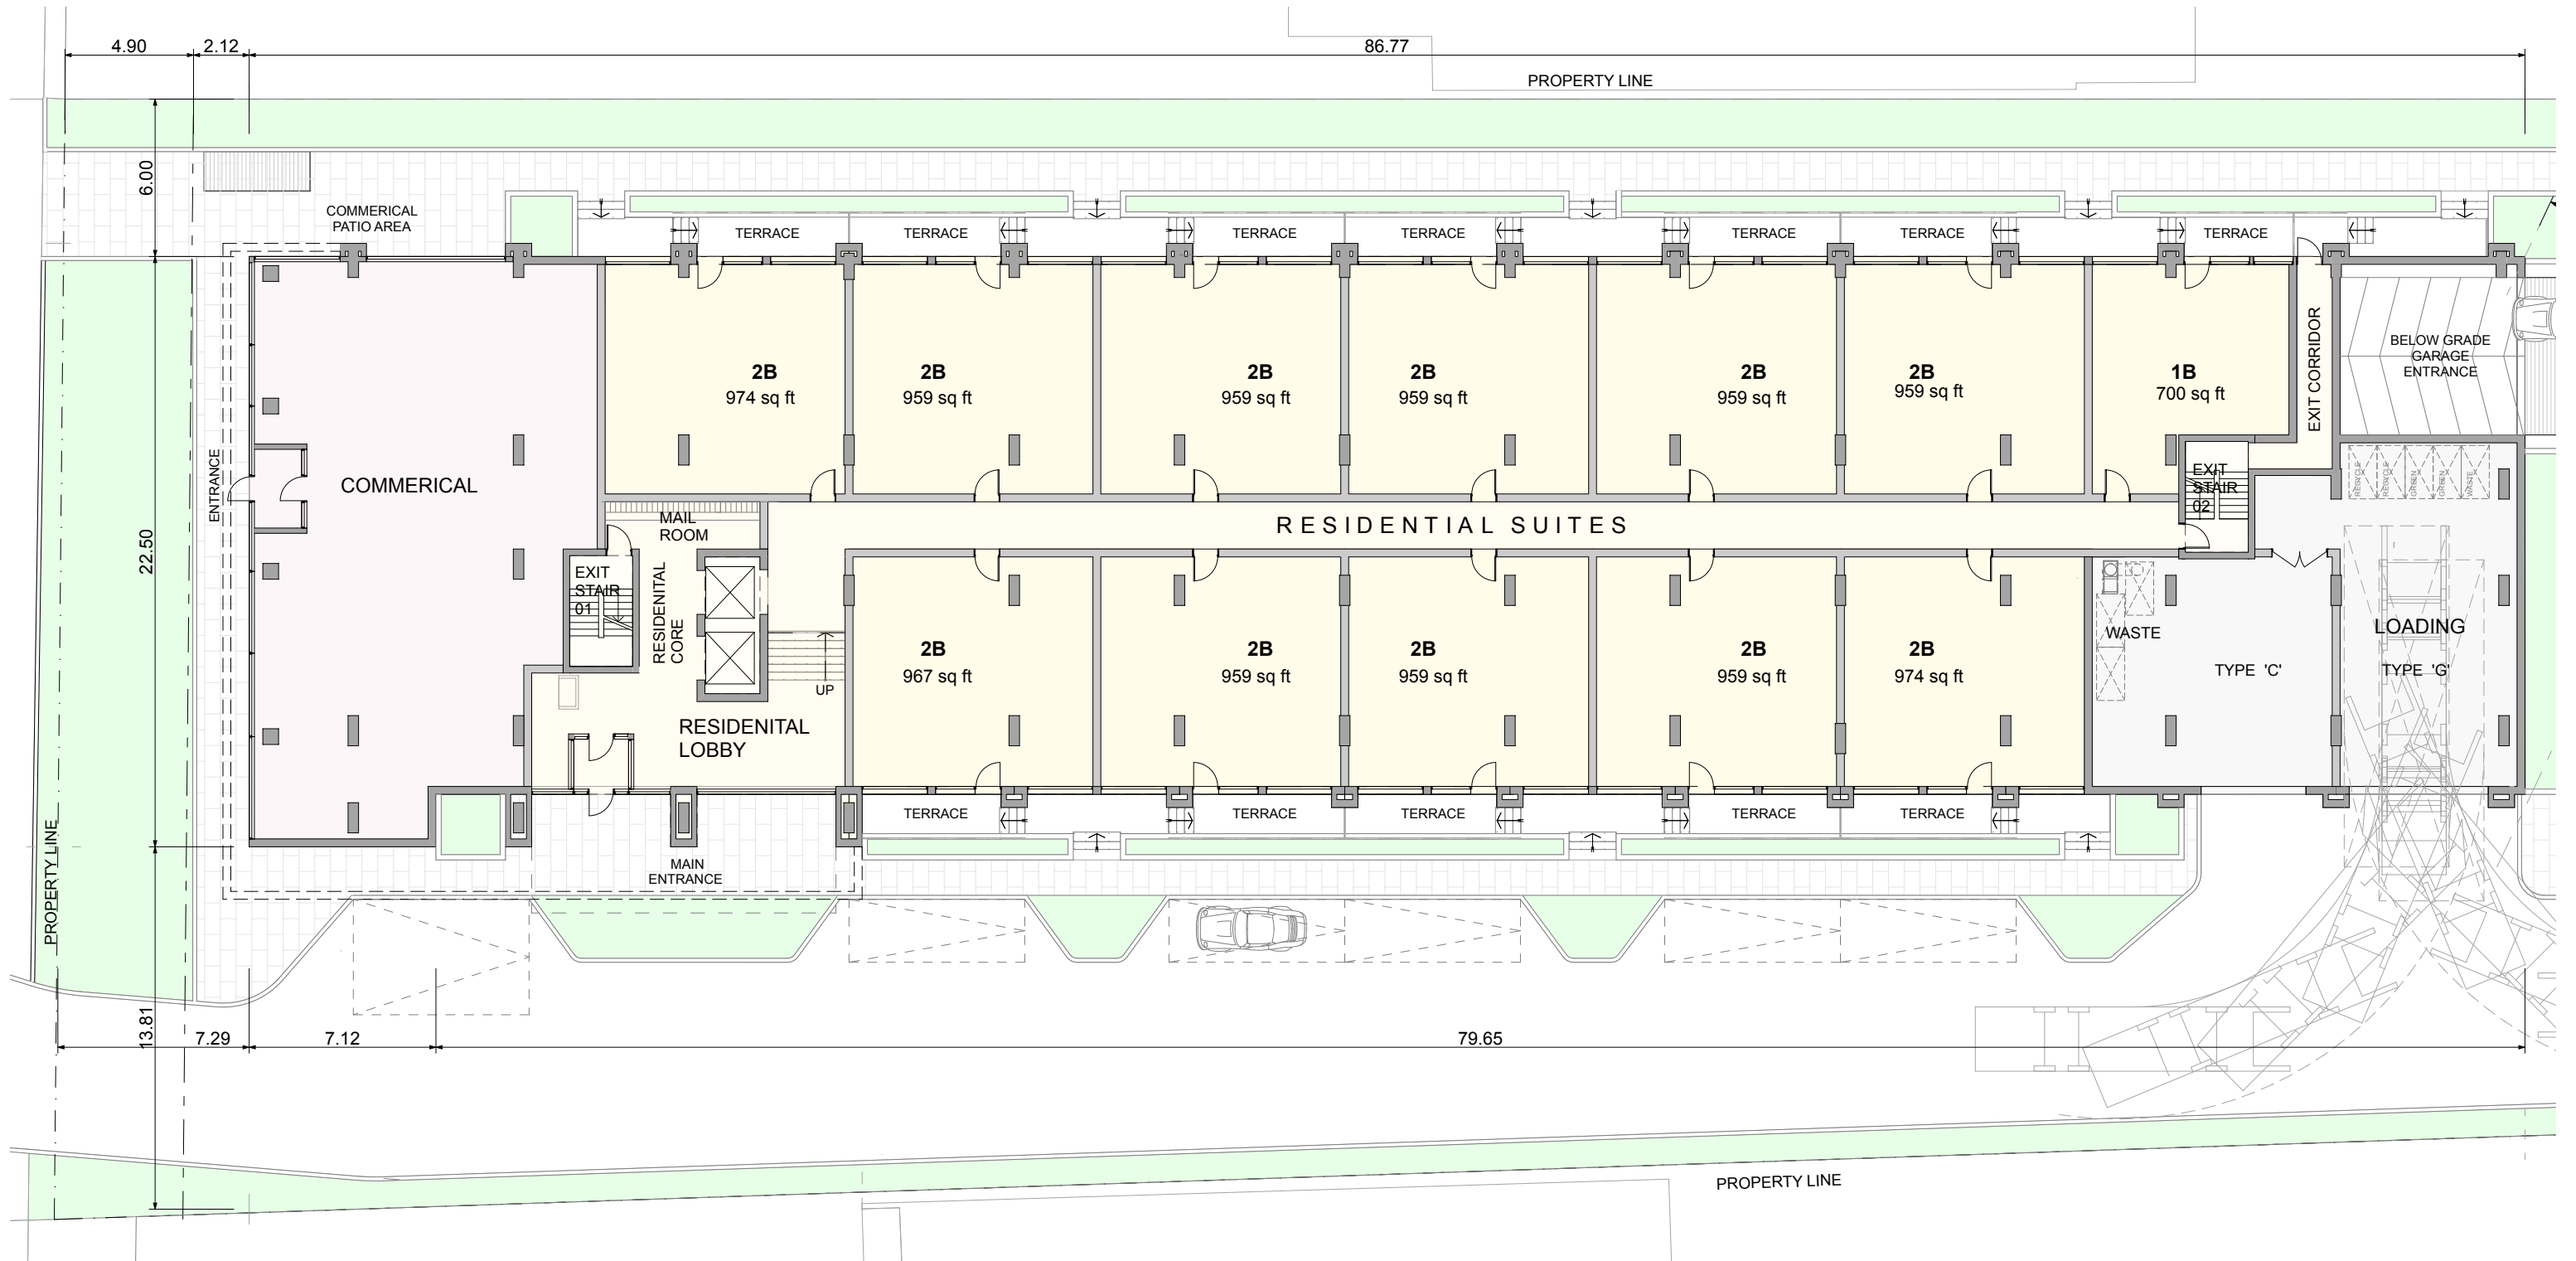 4.90
2.12
86.77
PROPERTY LINE
6.00
COMMERICAL
PATIO AREA
TERRACE
TERRACE
TERRACE
TERRACE
TERRACE
TERRACE
TERRACE
2B
974 sq ft
2B
959 sq ft
2B
959 sq ft
2B
959 sq ft
2B
959 sq ft
2B
959 sq ft
1B
700 sq ft
EXIT CORRIDOR
BELOW GRADE
GARAGE
ENTRANCE
ENTRANCE
COMMERICAL
22.50
MAIL
ROOM
RESIDENTIAL SUITES
EXIT
STAIR
02
RECYCLE
RECYCLE
GREEN
GREEN
WASTE
EXIT
STAIR
01
RESIDENITAL
CORE
UP
RESIDENITAL
LOBBY
2B
967 sq ft
2B
959 sq ft
2B
959 sq ft
2B
959 sq ft
2B
974 sq ft
WASTE
TYPE 'C'
LOADING
TYPE 'G'
TERRACE
TERRACE
TERRACE
TERRACE
TERRACE
MAIN
ENTRANCE
PROPERTY LINE
13.81
7.29
7.12
79.65
PROPERTY LINE